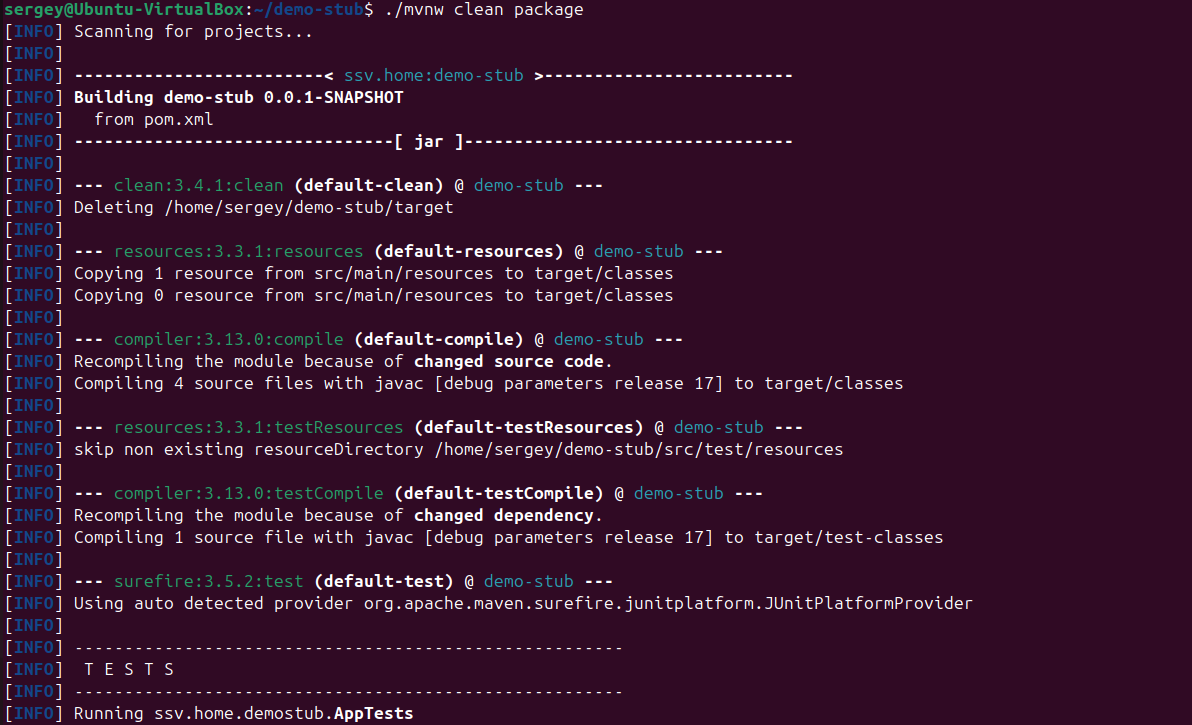 sergey@Ubuntu-VirtualBox:~/demo-stub$ ./mvnw clean package
[INFO] Scanning for projects...
[INFO]
[INFO] -------------------------< ssv.home:demo-stub >-------------------------
[INFO] Building demo-stub 0.0.1-SNAPSHOT
[INFO]   from pom.xml
[INFO] --------------------------------[ jar ]---------------------------------
[INFO]
[INFO] --- clean:3.4.1:clean (default-clean) @ demo-stub ---
[INFO] Deleting /home/sergey/demo-stub/target
[INFO]
[INFO] --- resources:3.3.1:resources (default-resources) @ demo-stub ---
[INFO] Copying 1 resource from src/main/resources to target/classes
[INFO] Copying 0 resource from src/main/resources to target/classes
[INFO]
[INFO] --- compiler:3.13.0:compile (default-compile) @ demo-stub ---
[INFO] Recompiling the module because of changed source code.
[INFO] Compiling 4 source files with javac [debug parameters release 17] to target/classes
[INFO]
[INFO] --- resources:3.3.1:testResources (default-testResources) @ demo-stub ---
[INFO] skip non existing resourceDirectory /home/sergey/demo-stub/src/test/resources
[INFO]
[INFO] --- compiler:3.13.0:testCompile (default-testCompile) @ demo-stub ---
[INFO] Recompiling the module because of changed dependency.
[INFO] Compiling 1 source file with javac [debug parameters release 17] to target/test-classes
[INFO]
[INFO] --- surefire:3.5.2:test (default-test) @ demo-stub ---
[INFO] Using auto detected provider org.apache.maven.surefire.junitplatform.JUnitPlatformProvider
[INFO]
[INFO] -------------------------------------------------------
[INFO]  T E S T S
[INFO] -------------------------------------------------------
[INFO] Running ssv.home.demostub.AppTests